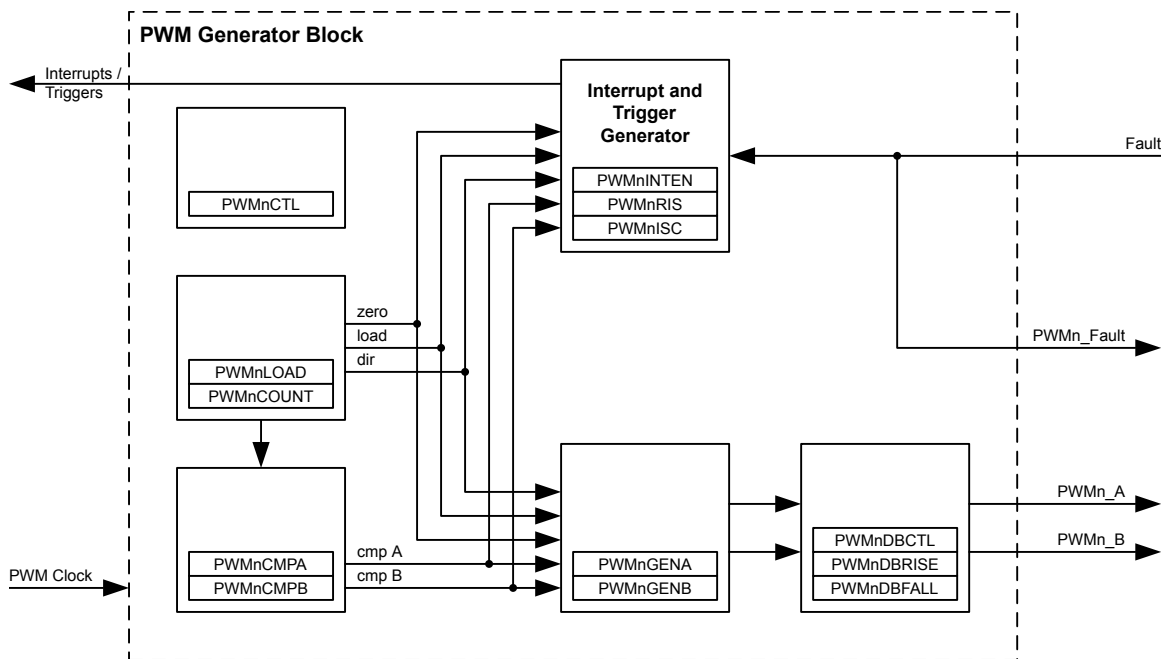 PWM Generator Block
Interrupts /
Triggers
Interrupt and
Trigger
Generator
PWMnINTEN
PWMnRIS
PWMnISC
Fault
PWMnCTL
zero
load
dir
PWMnLOAD
PWMnCOUNT
PWMn_Fault
PWM Clock
cmp A
cmp B
PWMnCMPA
PWMnCMPB
PWMnGENA
PWMnGENB
PWMnDBCTL
PWMnDBRISE
PWMnDBFALL
PWMn_A
PWMn_B